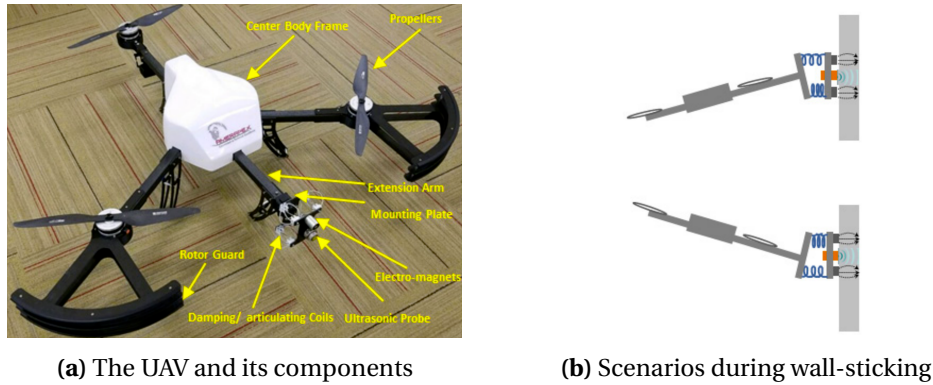 Propellers
Center Body Frame
Extension Arm
Mounting Plate
Rotor Guard
Electro-magnets
Damping/ articulating Coils
Ultrasonic Probe
(a) The UAV and its components
(b) Scenarios during wall-sticking